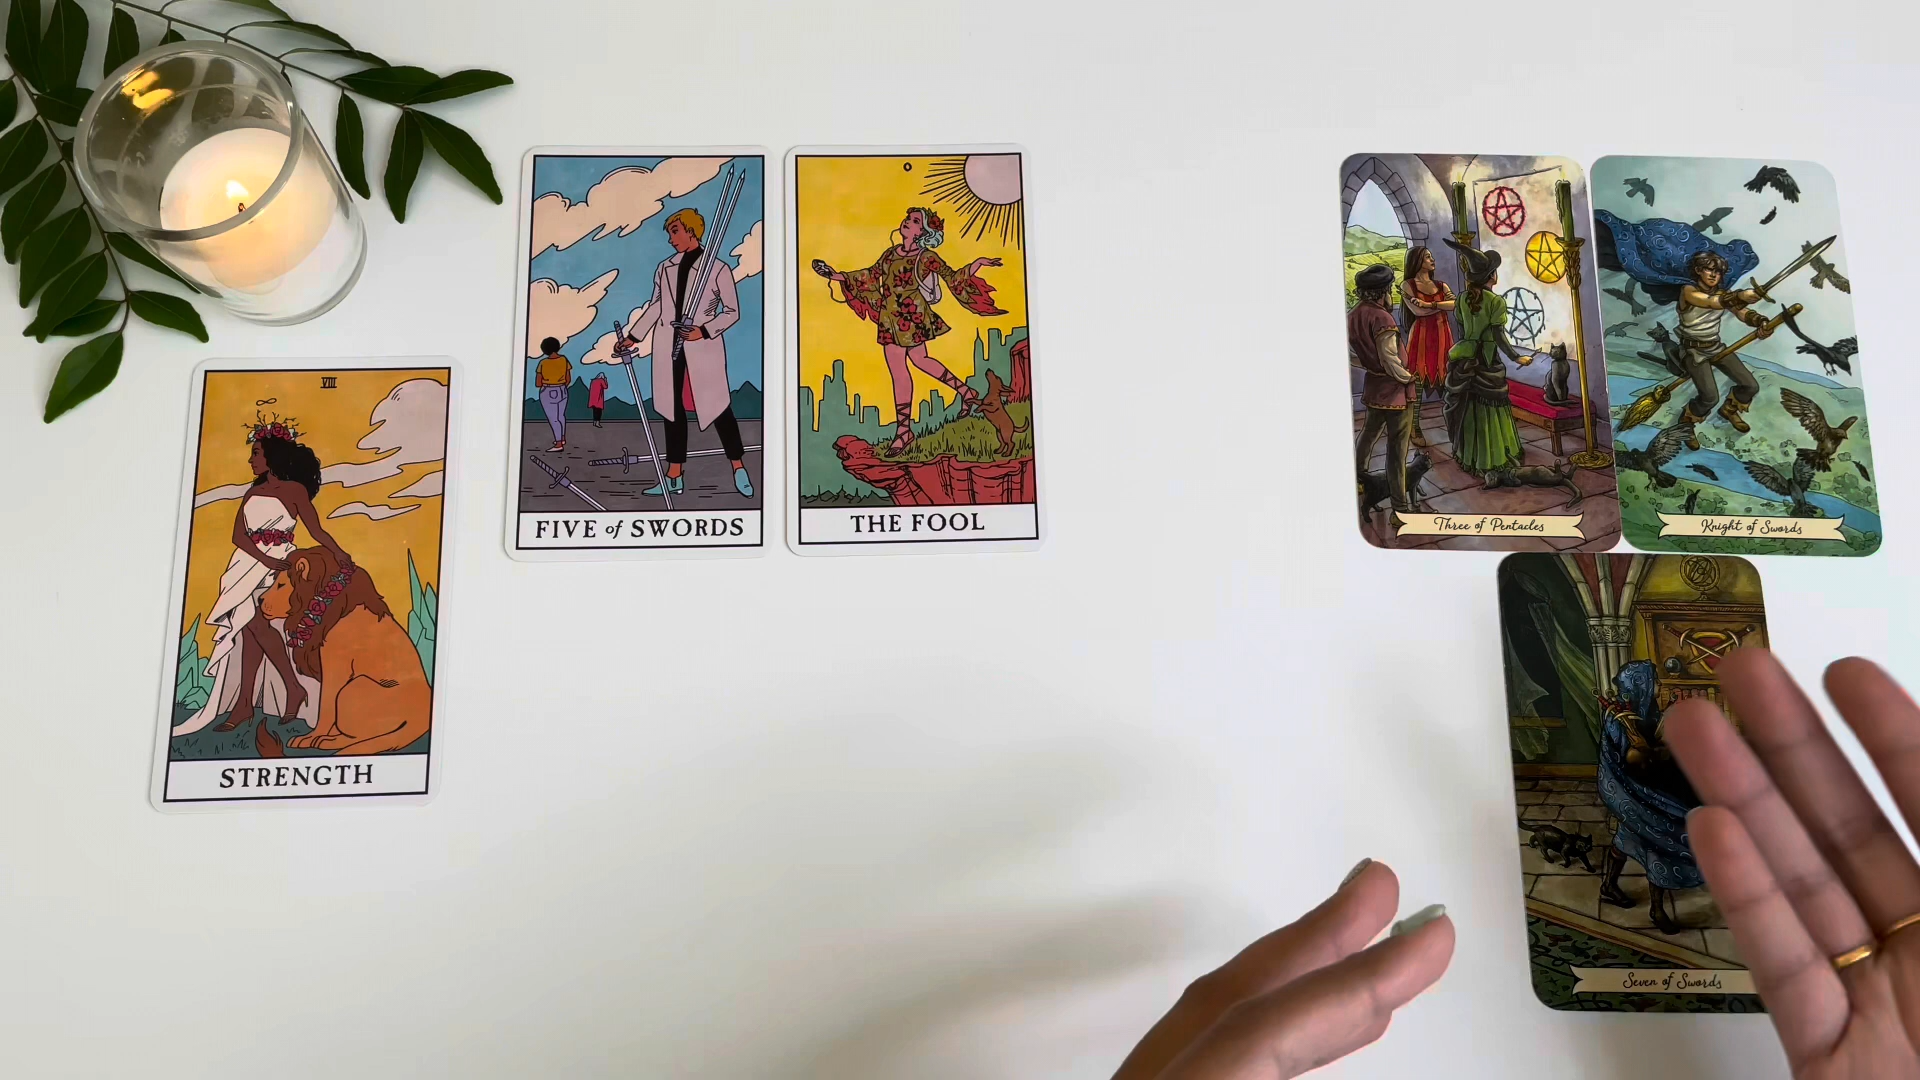 VIII
STRENGTH
FIVE of SWORDS
0
THE FOOL
Three of Pentacles
Knight of Swords
Seven of Swords